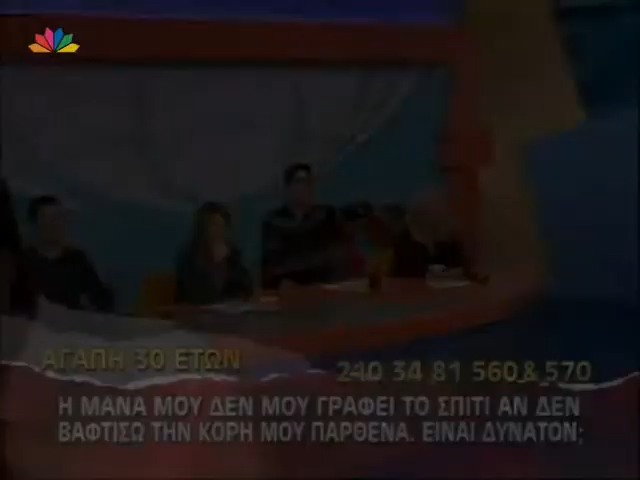 ΑΓΑΠΗ 30 ΕΤΩΝ
210 34 81 560 & 570
Η ΜΑΝΑ ΜΟΥ ΔΕΝ ΜΟΥ ΓΡΑΦΕΙ ΤΟ ΣΠΙΤΙ ΑΝ ΔΕΝ
ΒΑΦΤΙΣΩ ΤΗΝ ΚΟΡΗ ΜΟΥ ΠΑΡΘΕΝΑ. ΕΙΝΑΙ ΔΥΝΑΤΟΝ;